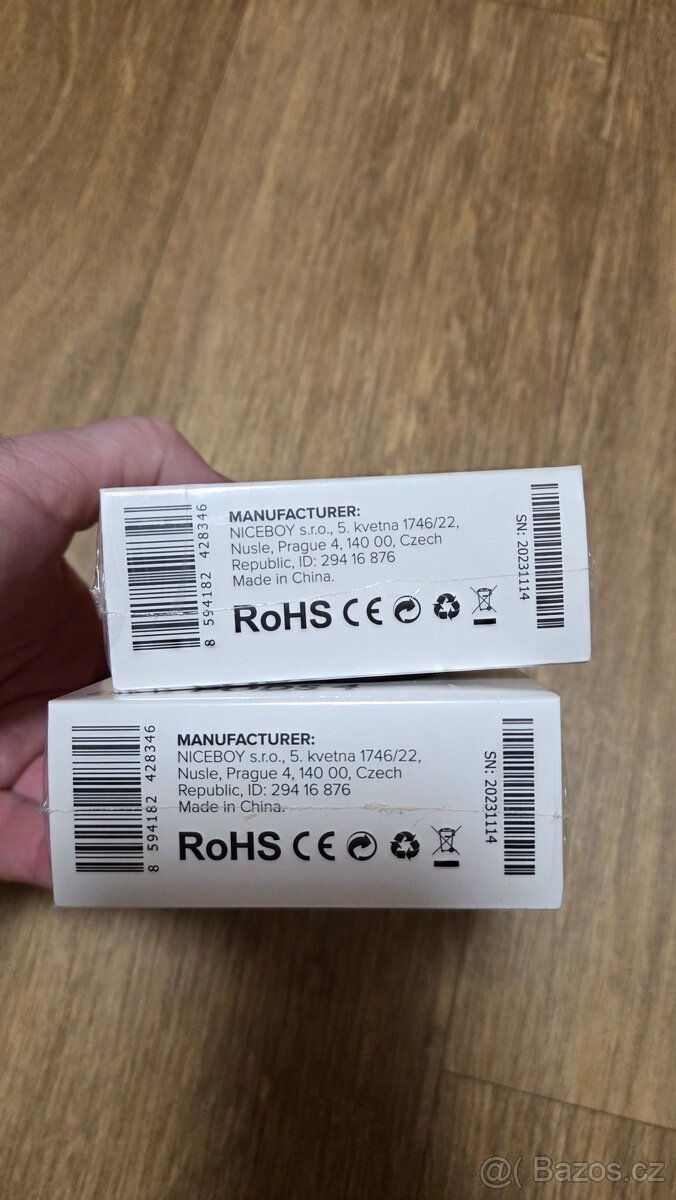 8 594182 428346
MANUFACTURER:
NICEBOY s.r.o., 5. kvetna 1746/22,
Nusle, Prague 4, 140 00, Czech
Republic, ID: 294 16 876
Made in China.
RoHS CE
SN: 20231114
8 594182 428346
MANUFACTURER:
NICEBOY s.r.o., 5. kvetna 1746/22,
Nusle, Prague 4, 140 00, Czech
Republic, ID: 294 16 876
Made in China.
RoHS CE
SN: 20231114
@( Bazos.cz